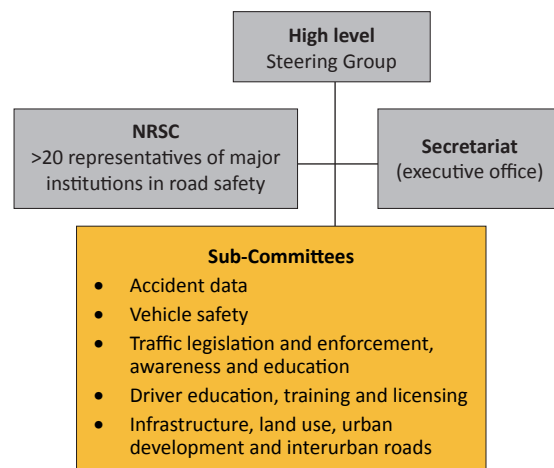 High level
Steering Group
NRSC
>20 representatives of major
institutions in road safety
Secretariat
(executive office)
Sub-Committees
• Accident data
• Vehicle safety
• Traffic legislation and enforcement,
awareness and education
• Driver education, training and licensing
• Infrastructure, land use, urban
development and interurban roads